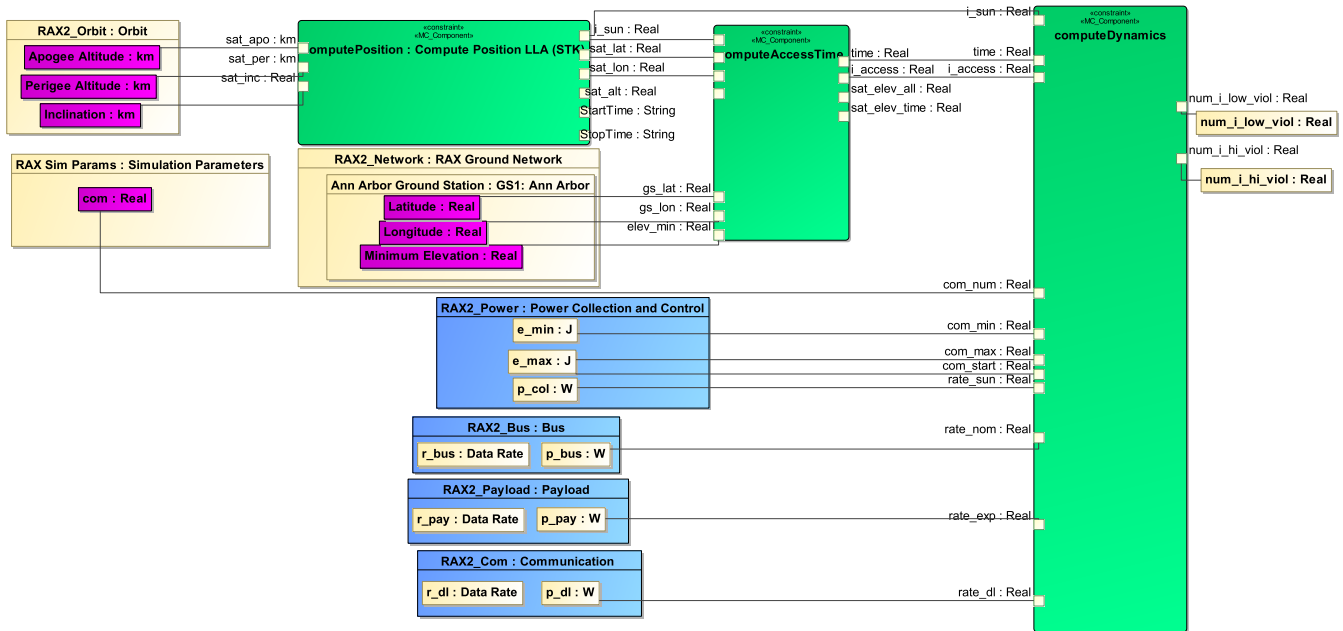 RAX2_Orbit : Orbit
Apogee Altitude : km
Perigee Altitude : km
Inclination : km
sat_apo : km
sat_per : km
sat_inc : Real
«constraint»
«MC_Component»
omputePosition : Compute Position LLA (STK)
i_sun : Real
sat_lat : Real
sat_lon : Real
sat_alt : Real
StartTime : String
StopTime : String
«constraint»
«MC_Component»
omputeAccessTime
time : Real
i_access : Real
sat_elev_all : Real
sat_elev_time : Real
i_sun : Real
time : Real
i_access : Real
«constraint»
«MC_Component»
computeDynamics
num_i_low_viol : Real
num_i_low_viol : Real
num_i_hi_viol : Real
num_i_hi_viol : Real
RAX Sim Params : Simulation Parameters
com : Real
RAX2_Network : RAX Ground Network
Ann Arbor Ground Station : GS1: Ann Arbor
Latitude : Real
Longitude : Real
Minimum Elevation : Real
gs_lat : Real
gs_lon : Real
elev_min : Real
com_num : Real
RAX2_Power : Power Collection and Control
e_min : J
e_max : J
p_col : W
com_min : Real
com_max : Real
com_start : Real
rate_sun : Real
RAX2_Bus : Bus
r_bus : Data Rate
p_bus : W
rate_nom : Real
RAX2_Payload : Payload
r_pay : Data Rate
p_pay : W
rate_exp : Real
RAX2_Com : Communication
r_dl : Data Rate
p_dl : W
rate_dl : Real